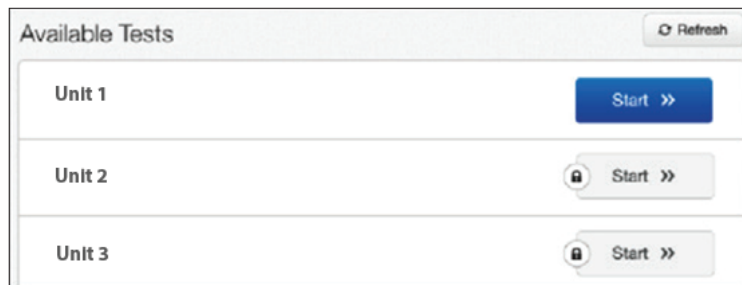 Available Tests
Refresh
Unit 1
Start »
Unit 2
Start »
Unit 3
Start »